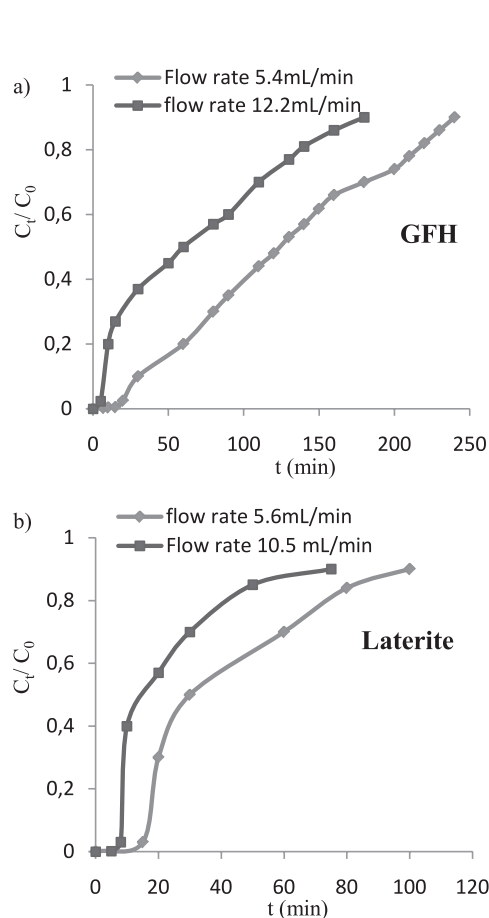 a)
Flow rate 5.4mL/min
flow rate 12.2mL/min
1
0,8
0,6
0,4
0,2
0
Ct/ C0
GFH
0 50 100 150 200 250
t (min)
b)
flow rate 5.6mL/min
Flow rate 10.5 mL/min
1
0,8
0,6
0,4
0,2
0
Ct/ C0
Laterite
0 20 40 60 80 100 120
t (min)